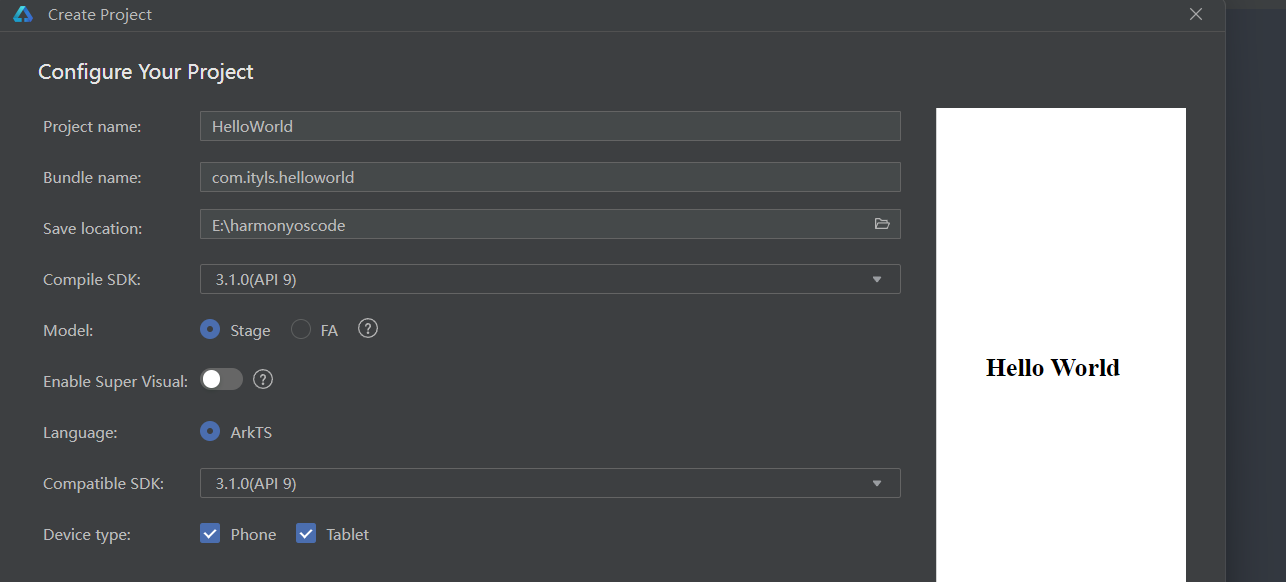 Create Project
Configure Your Project
Project name: HelloWorld
Bundle name: com.ityls.helloworld
Save location: E:\harmonyoscode
Compile SDK: 3.1.0(API 9)
Model: Stage FA ?
Enable Super Visual: ?
Language: ArkTS
Compatible SDK: 3.1.0(API 9)
Device type: Phone Tablet
Hello World